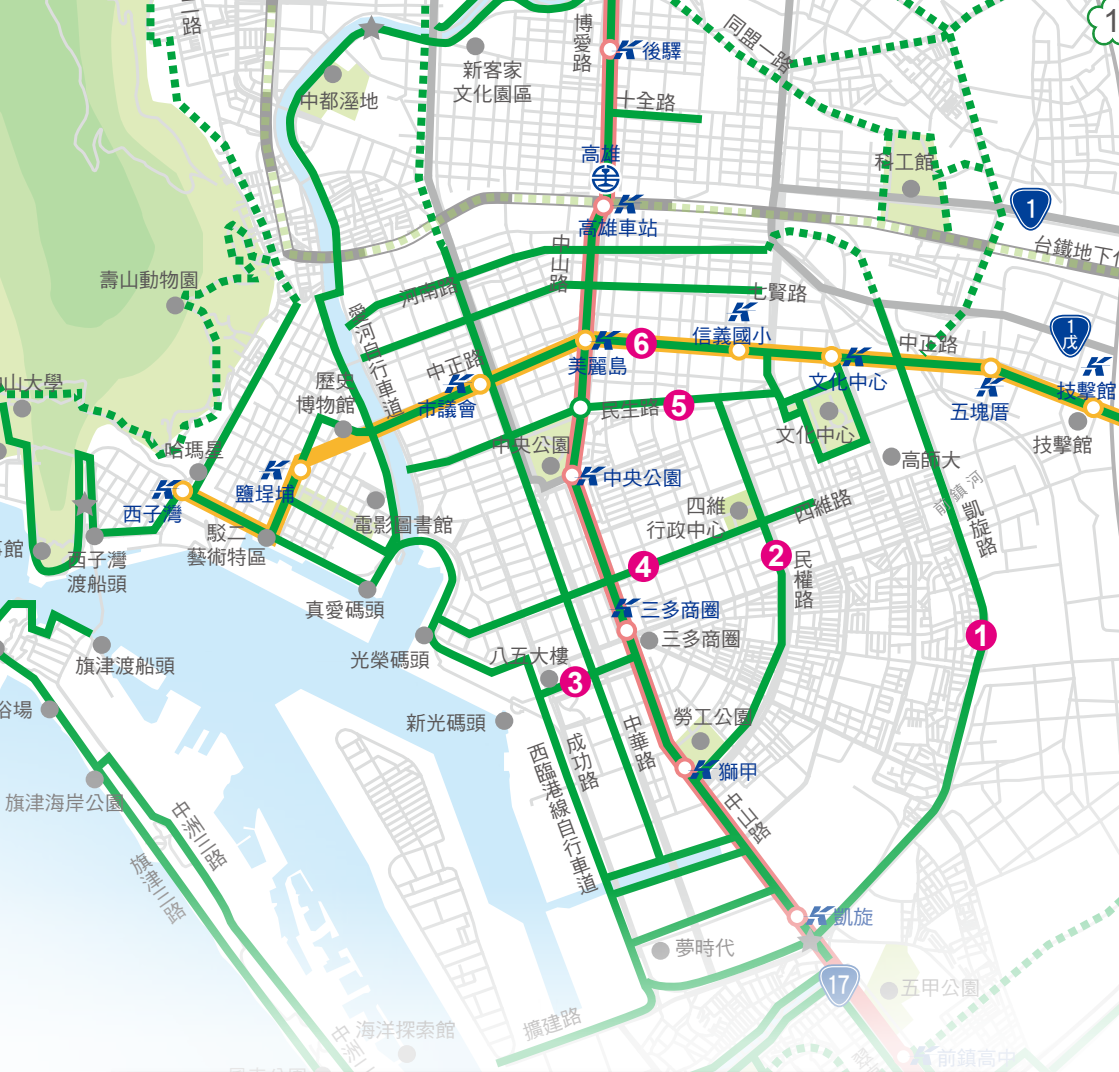 二路
博愛路
同盟一路
1
後驛
新客家
文化園區
中都溼地
十全路
高雄
科工館
1
高雄車站
中山路
台鐵地下
壽山動物園
河南路
七賢路
愛河自行車道
信義國小
6
中正路
1
戊
中正路
美麗島
文化中心
技擊館
山大學
歷史
博物館
市議會
五塊厝
民生路
5
技擊館
哈瑪星
中央公園
文化中心
高師大
鹽埕埔
中央公園
前鎮河
西子灣
四維
行政中心
四維路
凱旋路
駁二
藝術特區
電影圖書館
館
西子灣
渡船頭
4
2
民權路
真愛碼頭
三多商圈
1
旗津渡船頭
光榮碼頭
八五大樓
三多商圈
3
浴場
新光碼頭
勞工公園
西臨港線自行車道
成功路
中華路
獅甲
旗津海岸公園
中洲三路
中山路
旗津三路
凱旋
夢時代
17
五甲公園
擴建路
海洋探索館
中洲三
前鎮高中